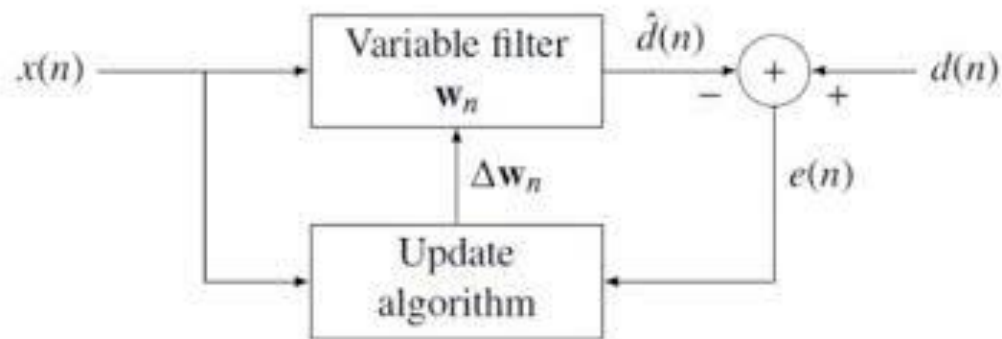 x(n)
Variable filter
w_n
d̂(n)
−
+
+
d(n)
Δw_n
e(n)
Update
algorithm